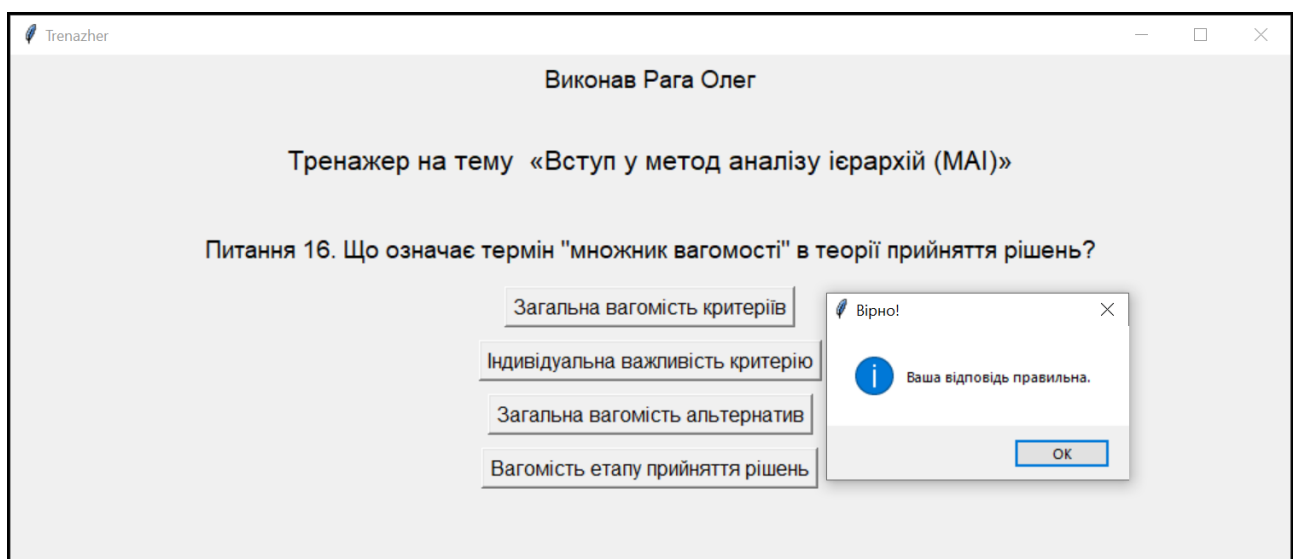 Trenazher
Виконав Рага Олег
Тренажер на тему «Вступ у метод аналізу ієрархій (МАІ)»
Питання 16. Що означає термін "множник вагомості" в теорії прийняття рішень?
Загальна вагомість критеріїв
Індивідуальна важливість критерію
Загальна вагомість альтернатив
Вагомість етапу прийняття рішень
Вірно!
Ваша відповідь правильна.
OK